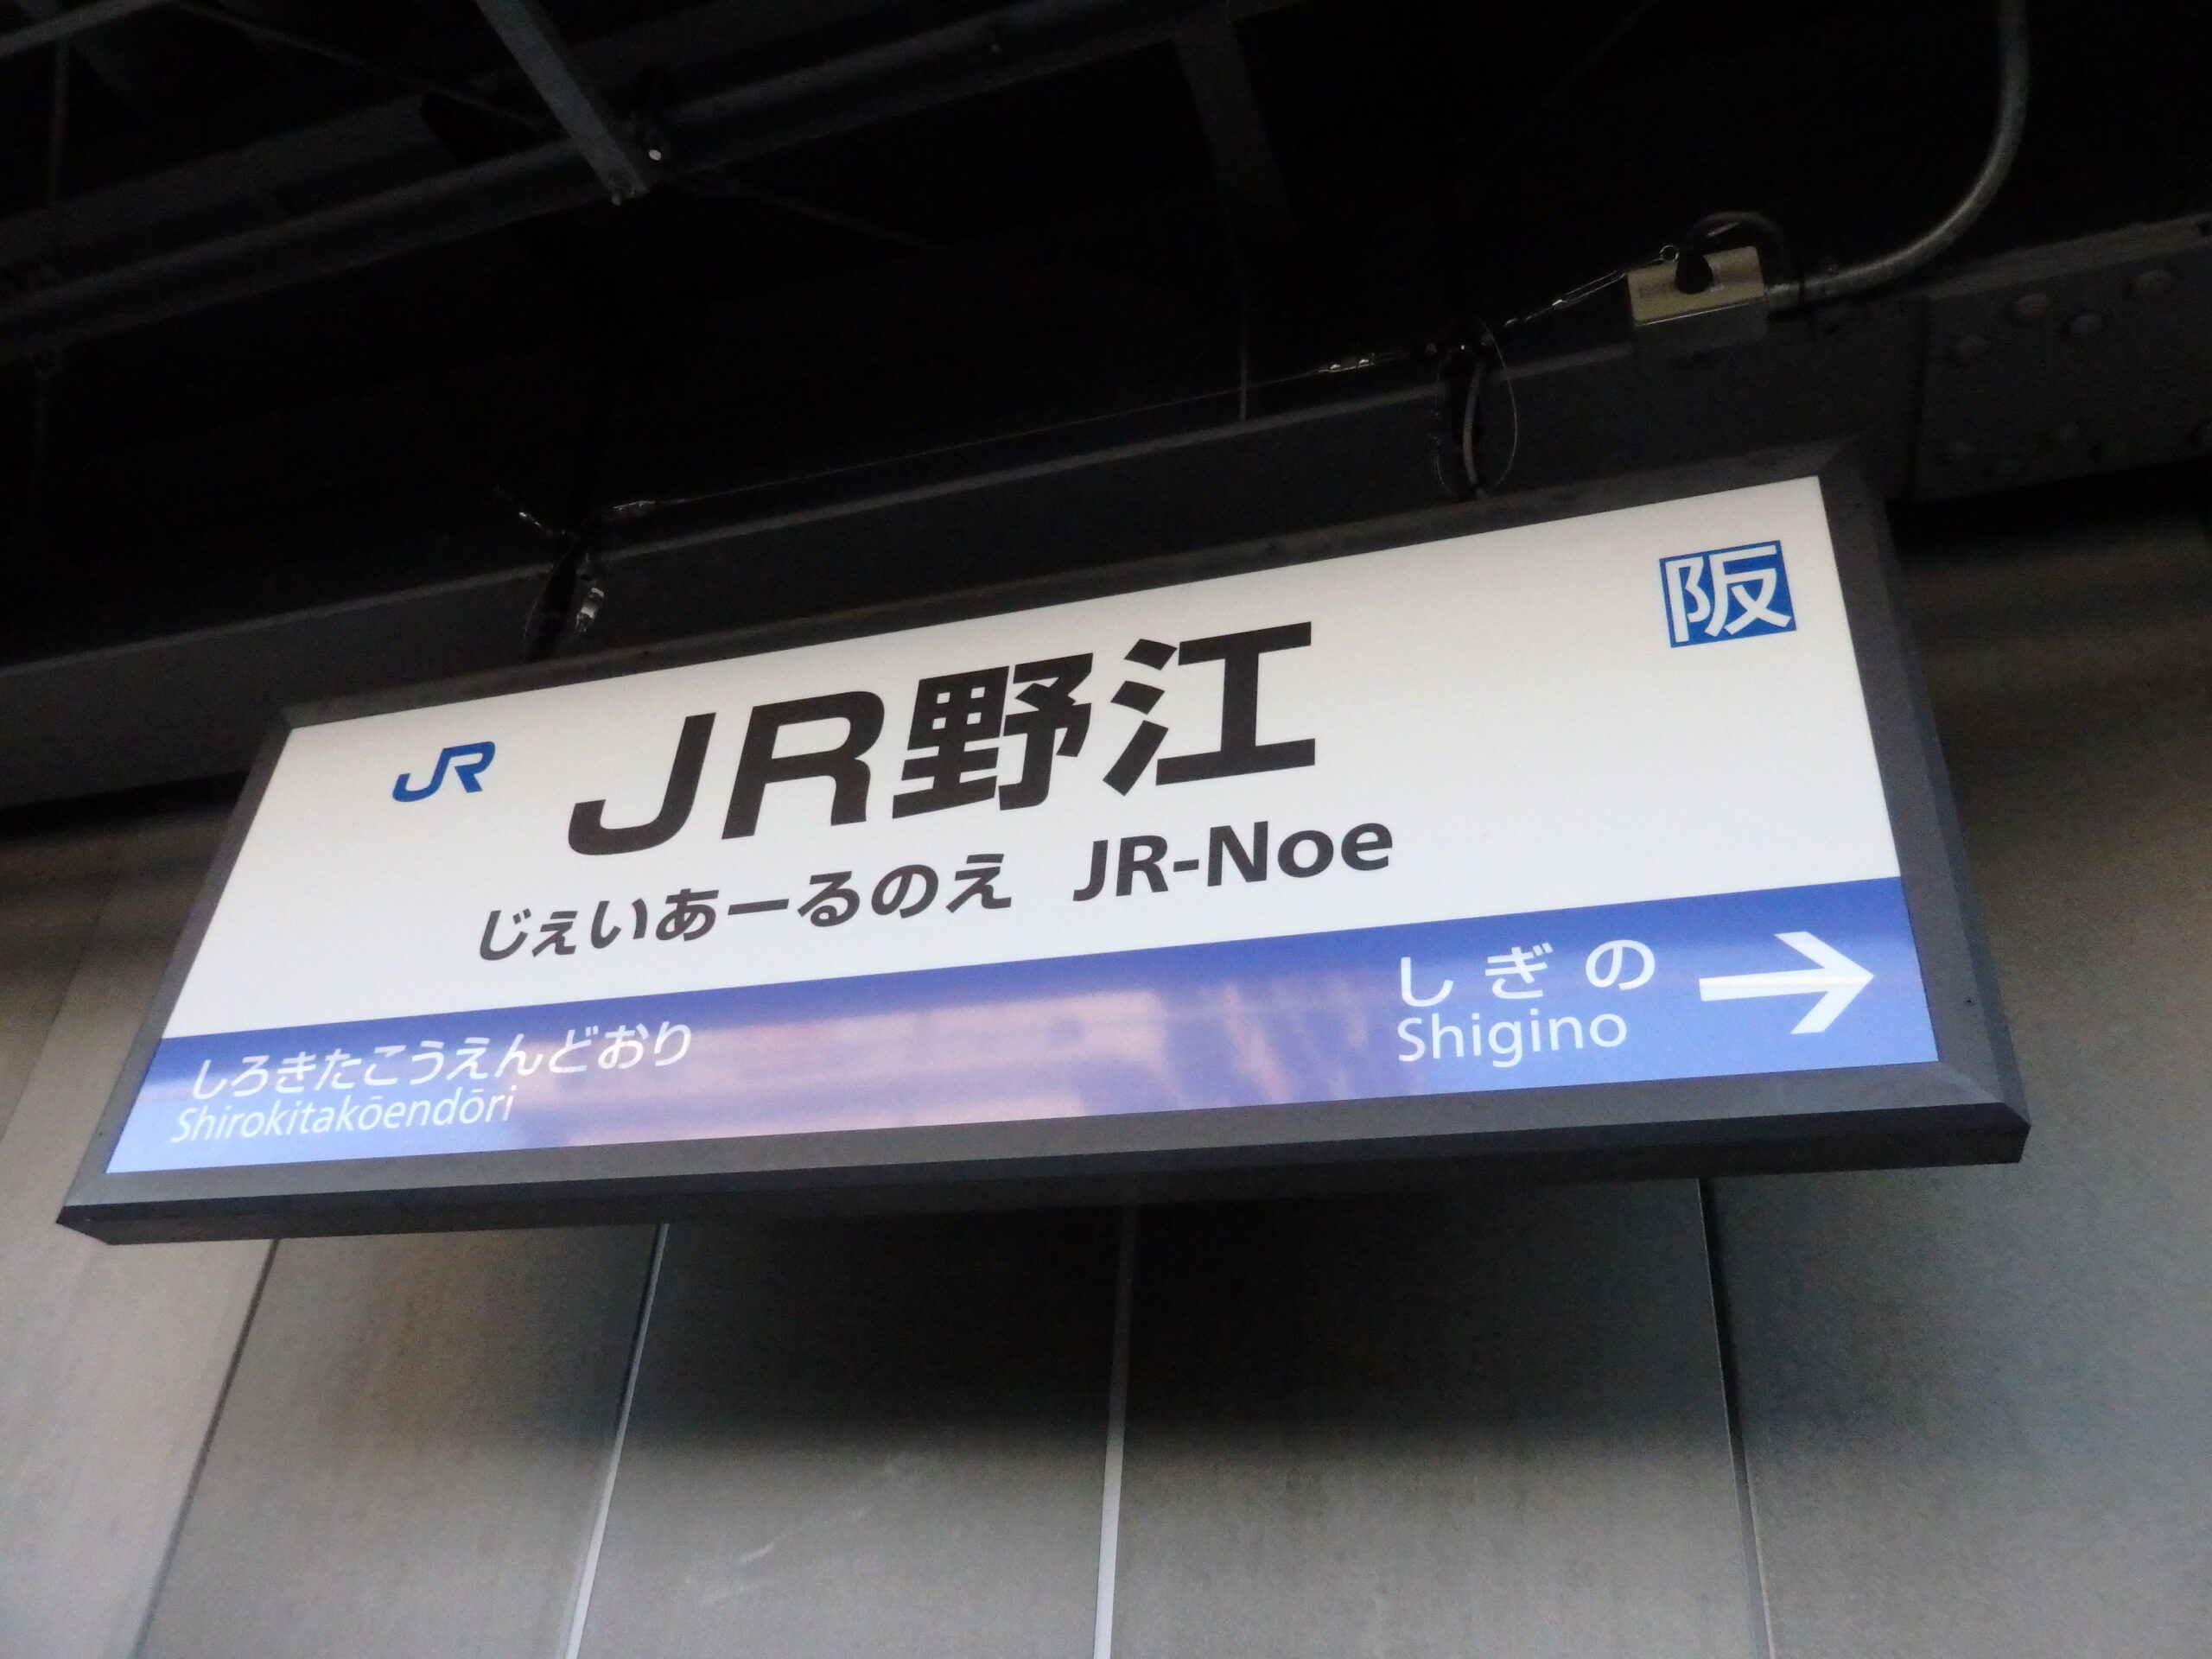 JR
阪
JR野江
じぇいあーるのえ JR-Noe
しろきたこうえんどおり
Shirokitakōendōri
しぎの →
Shigino